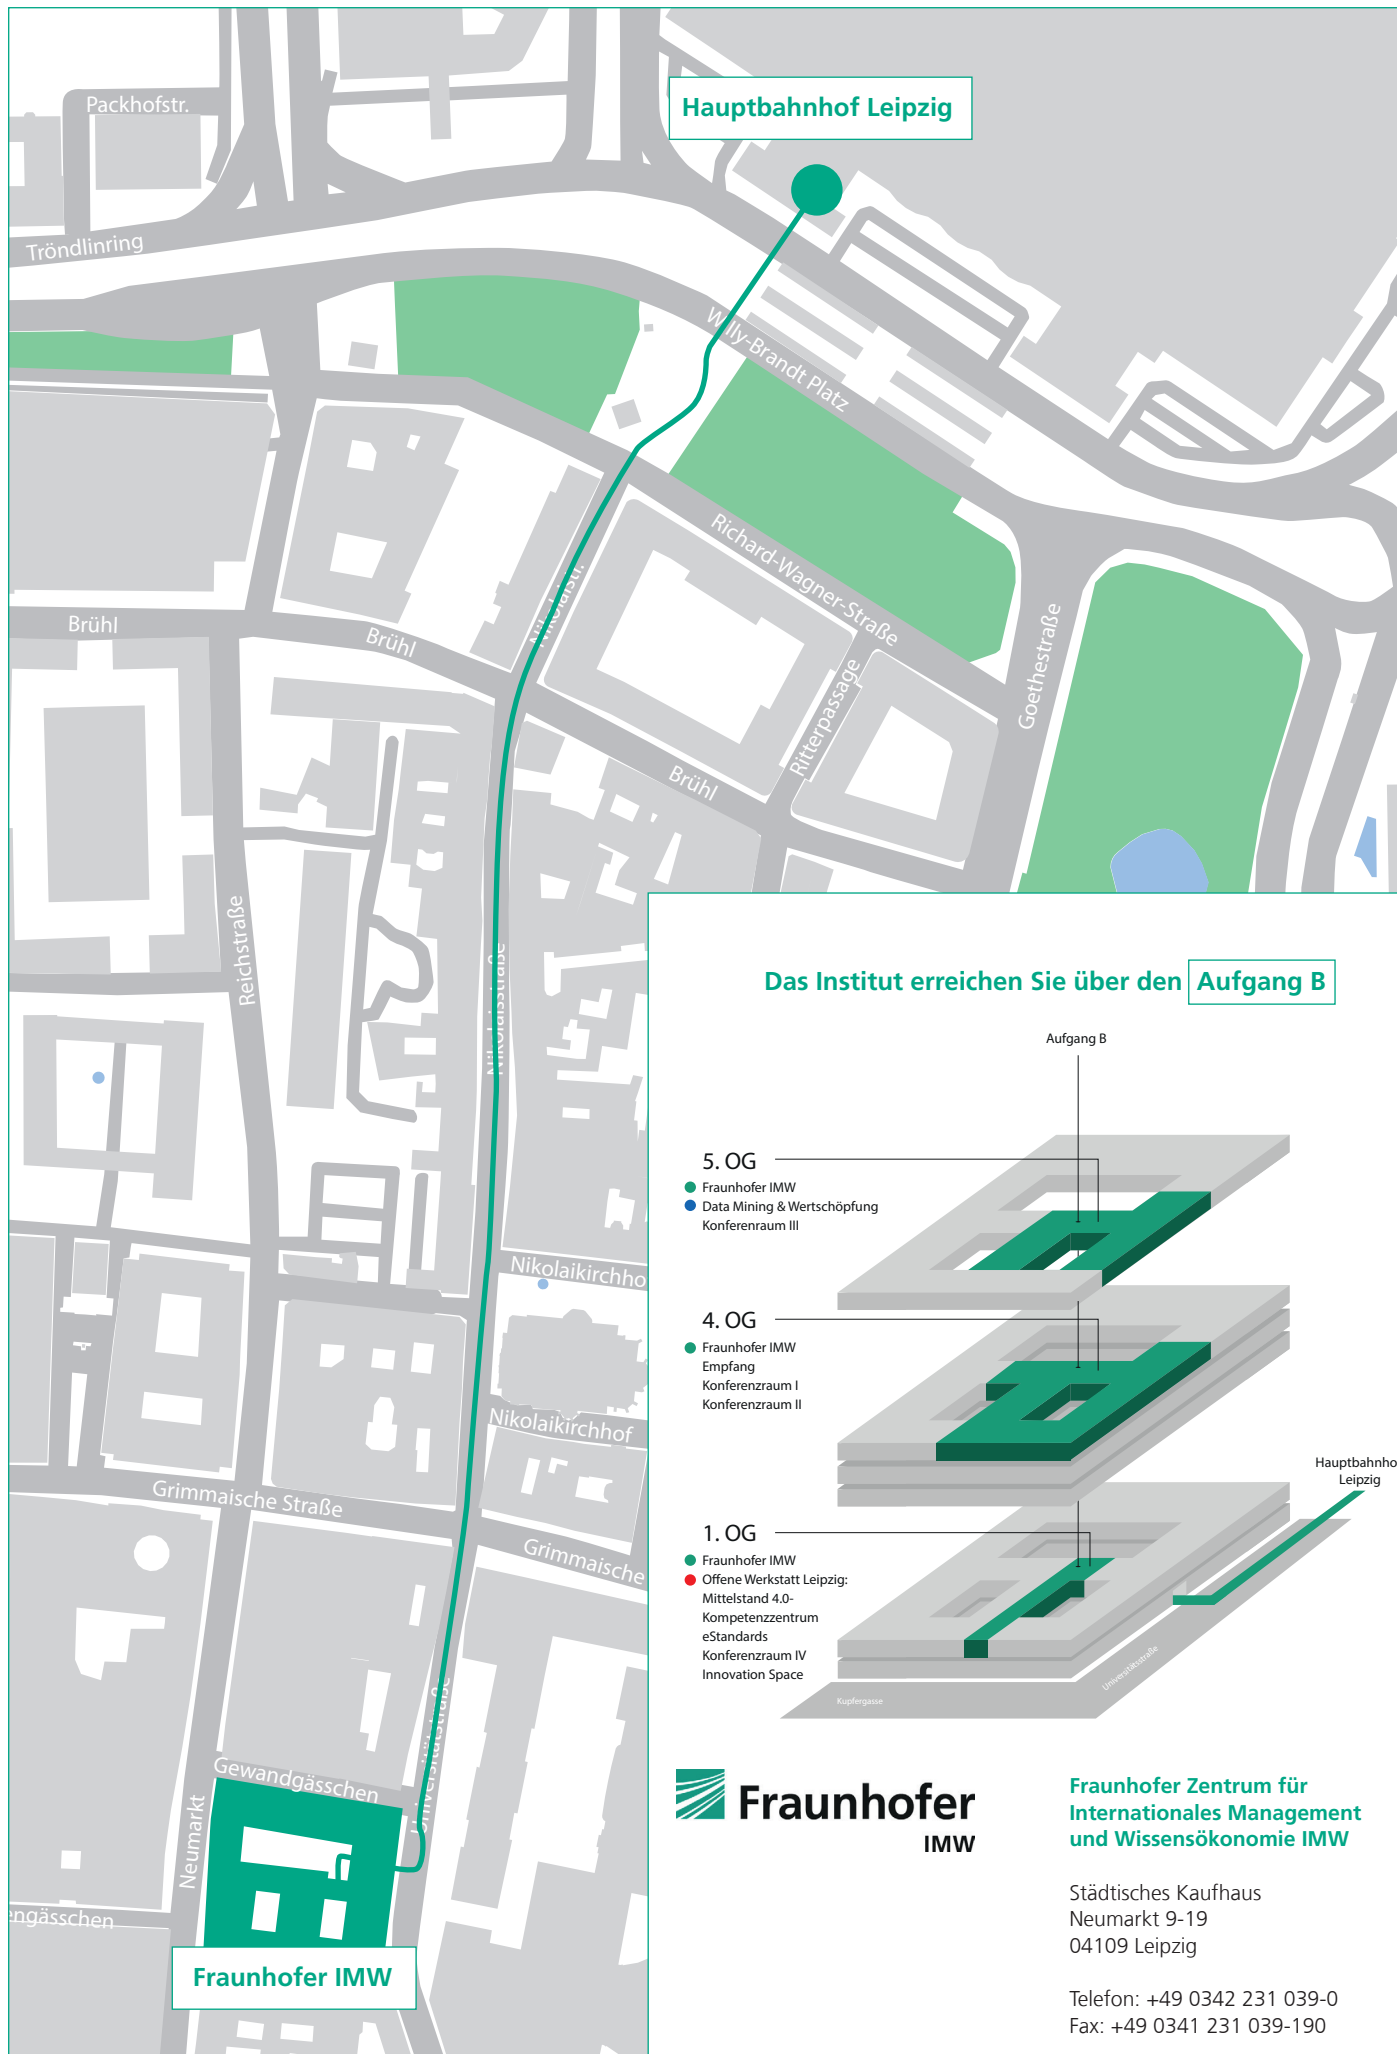 Hauptbahnhof Leipzig
Packhofstr.
Tröndlinring
Willy-Brandt Platz
Richard-Wagner-Straße
Nikolaistr.
Goethestraße
Brühl
Brühl
Ritterpassage
Brühl
Reichstraße
Nikolaisstraße
Nikolaikirchho
Nikolaikirchhof
Grimmaische Straße
Grimmaische
Universitätstraße
Gewandgässchen
Neumarkt
engässchen
Fraunhofer IMW
Das Institut erreichen Sie über den Aufgang B
Aufgang B
5. OG
Fraunhofer IMW
Data Mining & Wertschöpfung
Konferenraum III
4. OG
Fraunhofer IMW
Empfang
Konferenzraum I
Konferenzraum II
Hauptbahnho
Leipzig
1. OG
Fraunhofer IMW
Offene Werkstatt Leipzig:
Mittelstand 4.0-
Kompetenzzentrum
eStandards
Konferenzraum IV
Innovation Space
Universitätsstraße
Kupfergasse
Fraunhofer
IMW
Fraunhofer Zentrum für
Internationales Management
und Wissensökonomie IMW
Städtisches Kaufhaus
Neumarkt 9-19
04109 Leipzig
Telefon: +49 0342 231 039-0
Fax: +49 0341 231 039-190